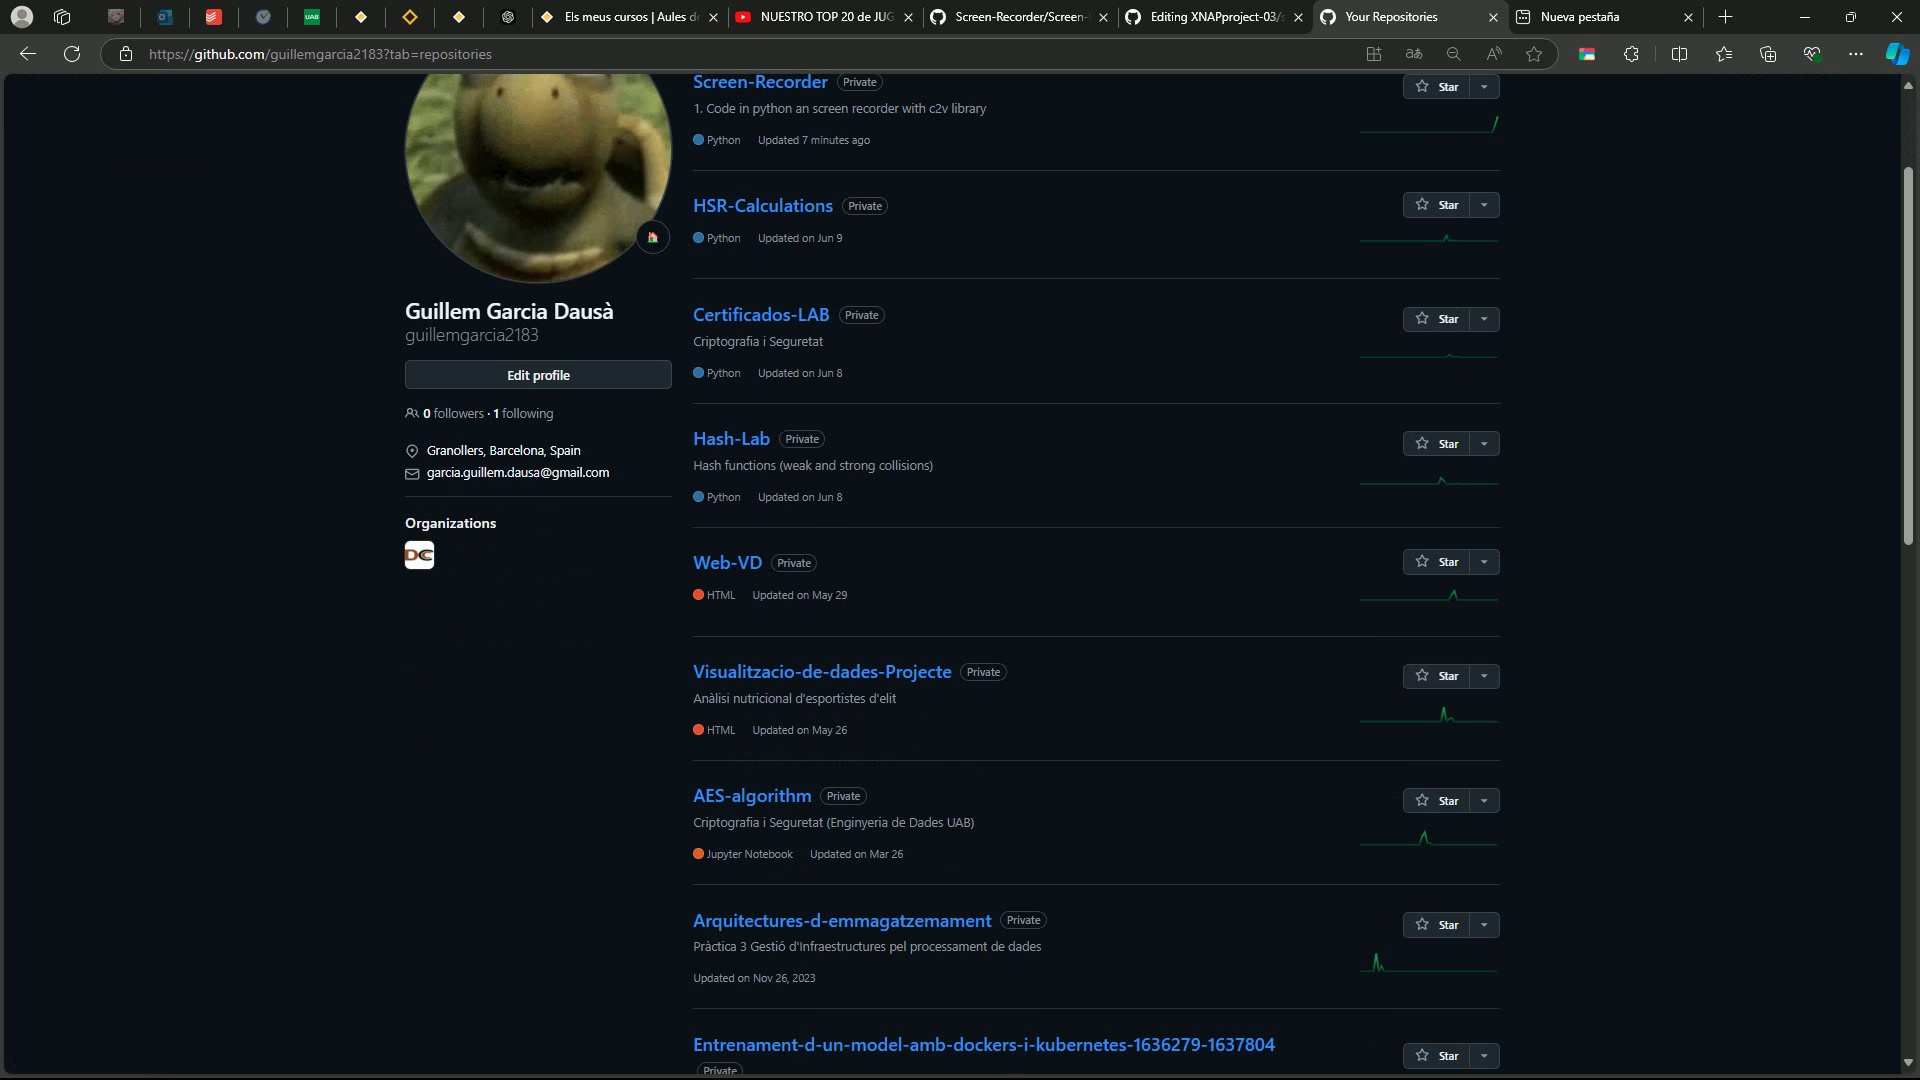 UAB
Els meus cursos | Aules d
NUESTRO TOP 20 de JUG
Screen-Recorder/Screen-
Editing XNAPproject-03/s
Your Repositories
Nueva pestaña
https://github.com/guillemgarcia2183?tab=repositories
aあ
Guillem Garcia Dausà
guillemgarcia2183
Edit profile
0 followers · 1 following
Granollers, Barcelona, Spain
garcia.guillem.dausa@gmail.com
Organizations
DC
Screen-Recorder Private
Star
1. Code in python an screen recorder with c2v library
Python Updated 7 minutes ago
HSR-Calculations Private
Star
Python Updated on Jun 9
Certificados-LAB Private
Star
Criptografia i Seguretat
Python Updated on Jun 8
Hash-Lab Private
Star
Hash functions (weak and strong collisions)
Python Updated on Jun 8
Web-VD Private
Star
HTML Updated on May 29
Visualitzacio-de-dades-Projecte Private
Star
Anàlisi nutricional d'esportistes d'elit
HTML Updated on May 26
AES-algorithm Private
Star
Criptografia i Seguretat (Enginyeria de Dades UAB)
Jupyter Notebook Updated on Mar 26
Arquitectures-d-emmagatzemament Private
Star
Pràctica 3 Gestió d'Infraestructures pel processament de dades
Updated on Nov 26, 2023
Entrenament-d-un-model-amb-dockers-i-kubernetes-1636279-1637804
Star
Private